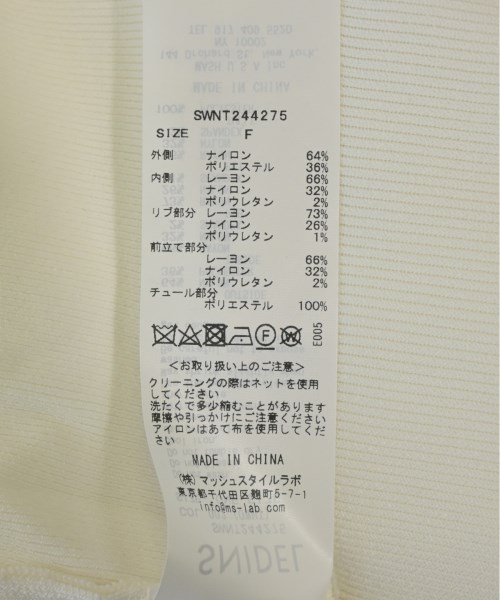 SWNT244275
SIZE F
外側 ナイロン 64%
ポリエステル 36%
内側 レーヨン 66%
ナイロン 32%
ポリウレタン 2%
リブ部分 レーヨン 73%
ナイロン 26%
ポリウレタン 1%
前立て部分
レーヨン 66%
ナイロン 32%
ポリウレタン 2%
チュール部分
ポリエステル 100%
F W E005
<お取り扱い上のご注意>
クリーニングの際はネットを使用
してください
洗たくで多少縮むことがあります
摩擦や引っかけにご注意ください
アイロンはあて布を使用してくだ
さい
MADE IN CHINA
(株)マッシュスタイルラボ
東京都千代田区麹町5-7-1
info@ms-lab.com
SWNT244275
SNIDEL